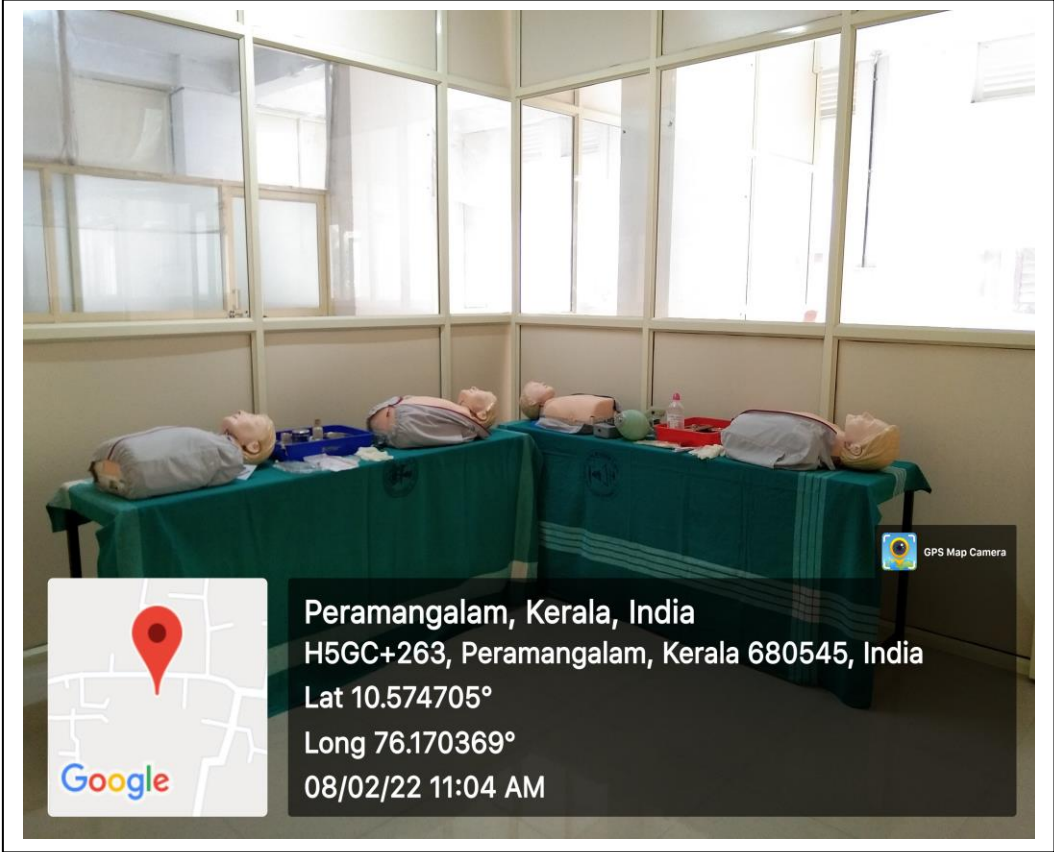 GPS Map Camera
Peramangalam, Kerala, India
H5GC+263, Peramangalam, Kerala 680545, India
Lat 10.574705°
Long 76.170369°
08/02/22 11:04 AM
Google